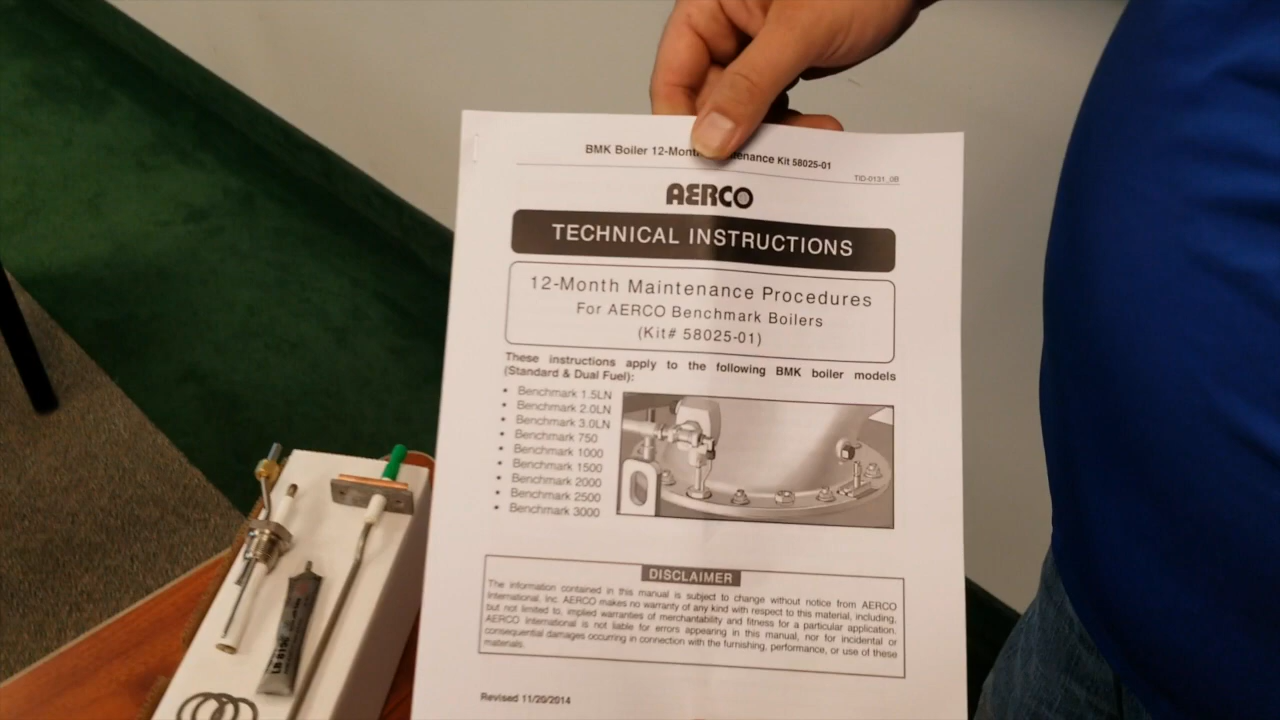 BMK Boiler 12-Month enance Kit 58025-01
TID-0131_0B
AERCO
TECHNICAL INSTRUCTIONS
12-Month Maintenance Procedures
For AERCO Benchmark Boilers
(Kit# 58025-01)
These instructions apply to the following BMK boiler models
(Standard & Dual Fuel):
• Benchmark 1.5LN
• Benchmark 2.0LN
• Benchmark 3.0LN
• Benchmark 750
• Benchmark 1000
• Benchmark 1500
• Benchmark 2000
• Benchmark 2500
• Benchmark 3000
DISCLAIMER
The information contained in this manual is subject to change without notice from AERCO
International, Inc. AERCO makes no warranty of any kind with respect to this material, including,
but not limited to, implied warranties of merchantability and fitness for a particular application.
AERCO International is not liable for errors appearing in this manual, nor for incidental or
consequential damages occurring in connection with the furnishing, performance, or use of these
materials.
Revised 11/20/2014